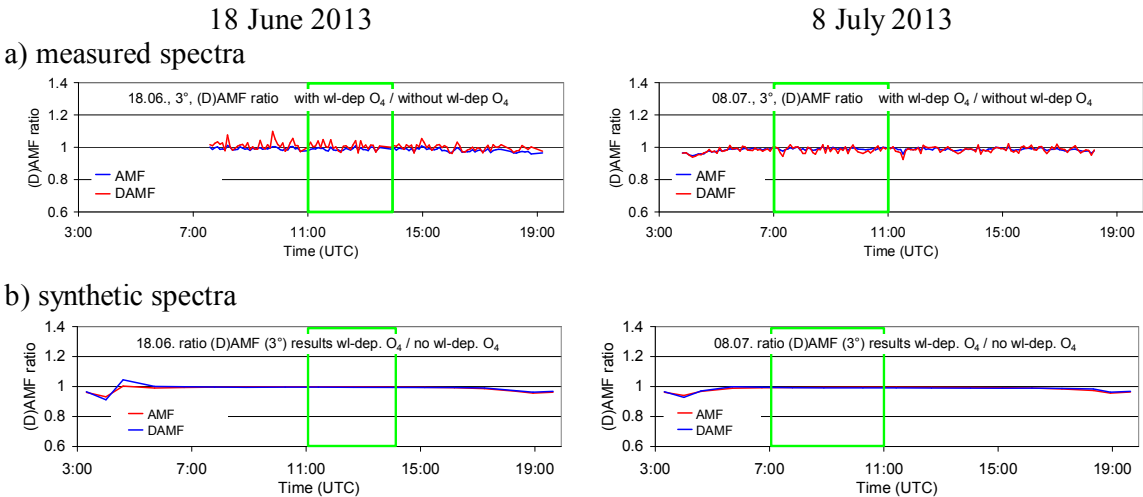 18 June 2013
8 July 2013
a) measured spectra
18.06., 3°, (D)AMF ratio with wl-dep O₄ / without wl-dep O₄
(D)AMF ratio
1.4
1.2
1
0.8
0.6
AMF
DAMF
3:00 7:00 11:00 15:00 19:00
Time (UTC)
08.07., 3°, (D)AMF ratio with wl-dep O₄ / without wl-dep O₄
(D)AMF ratio
1.4
1.2
1
0.8
0.6
AMF
DAMF
3:00 7:00 11:00 15:00 19:00
Time (UTC)
b) synthetic spectra
18.06. ratio (D)AMF (3°) results wl-dep. O₄ / no wl-dep. O₄
(D)AMF ratio
1.4
1.2
1
0.8
0.6
AMF
DAMF
3:00 7:00 11:00 15:00 19:00
Time (UTC)
08.07. ratio (D)AMF (3°) results wl-dep. O₄ / no wl-dep. O₄
(D)AMF ratio
1.4
1.2
1
0.8
0.6
AMF
DAMF
3:00 7:00 11:00 15:00 19:00
Time (UTC)